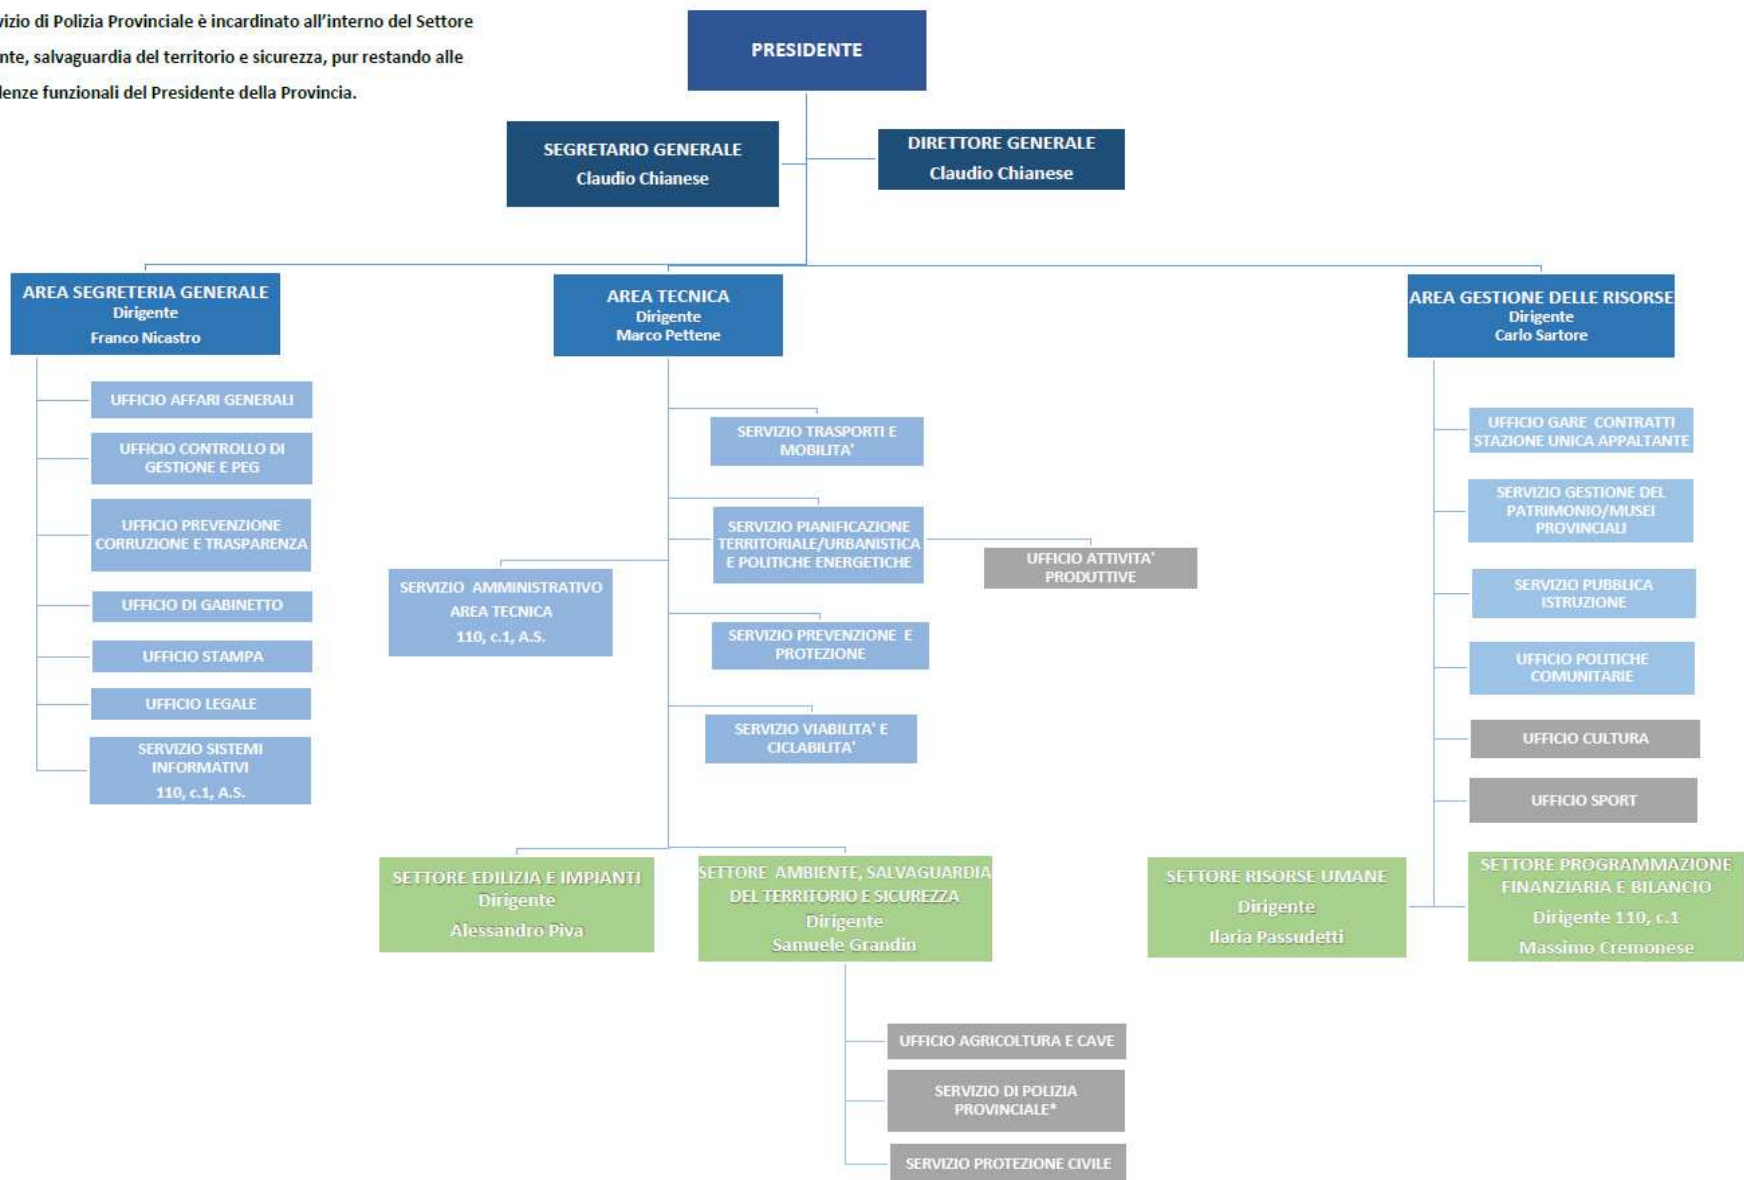 vizio di Polizia Provinciale è incardinato all'interno del Settore
nte, salvaguardia del territorio e sicurezza, pur restando alle
lenze funzionali del Presidente della Provincia.
PRESIDENTE
SEGRETARIO GENERALE
Claudio Chianese
DIRETTORE GENERALE
Claudio Chianese
AREA SEGRETERIA GENERALE
Dirigente
Franco Nicastro
UFFICIO AFFARI GENERALI
UFFICIO CONTROLLO DI
GESTIONE E PEG
UFFICIO PREVENZIONE
CORRUZIONE E TRASPARENZA
UFFICIO DI GABINETTO
UFFICIO STAMPA
UFFICIO LEGALE
SERVIZIO SISTEMI
INFORMATIVI
110, c.1, A.S.
AREA TECNICA
Dirigente
Marco Pettene
SERVIZIO TRASPORTI E
MOBILITA'
SERVIZIO PIANIFICAZIONE
TERRITORIALE/URBANISTICA
E POLITICHE ENERGETICHE
UFFICIO ATTIVITA'
PRODUTTIVE
SERVIZIO AMMINISTRATIVO
AREA TECNICA
110, c.1, A.S.
SERVIZIO PREVENZIONE E
PROTEZIONE
SERVIZIO VIABILITA' E
CICLABILITA'
SETTORE EDILIZIA E IMPIANTI
Dirigente
Alessandro Piva
SETTORE AMBIENTE, SALVAGUARDIA
DEL TERRITORIO E SICUREZZA
Dirigente
Samuele Grandin
UFFICIO AGRICOLTURA E CAVE
SERVIZIO DI POLIZIA
PROVINCIALE*
SERVIZIO PROTEZIONE CIVILE
AREA GESTIONE DELLE RISORSE
Dirigente
Carlo Sartore
UFFICIO GARE CONTRATTI
STAZIONE UNICA APPALTANTE
SERVIZIO GESTIONE DEL
PATRIMONIO/MUSEI
PROVINCIALI
SERVIZIO PUBBLICA
ISTRUZIONE
UFFICIO POLITICHE
COMUNITARIE
UFFICIO CULTURA
UFFICIO SPORT
SETTORE RISORSE UMANE
Dirigente
Ilaria Passudetti
SETTORE PROGRAMMAZIONE
FINANZIARIA E BILANCIO
Dirigente 110, c.1
Massimo Cremonese